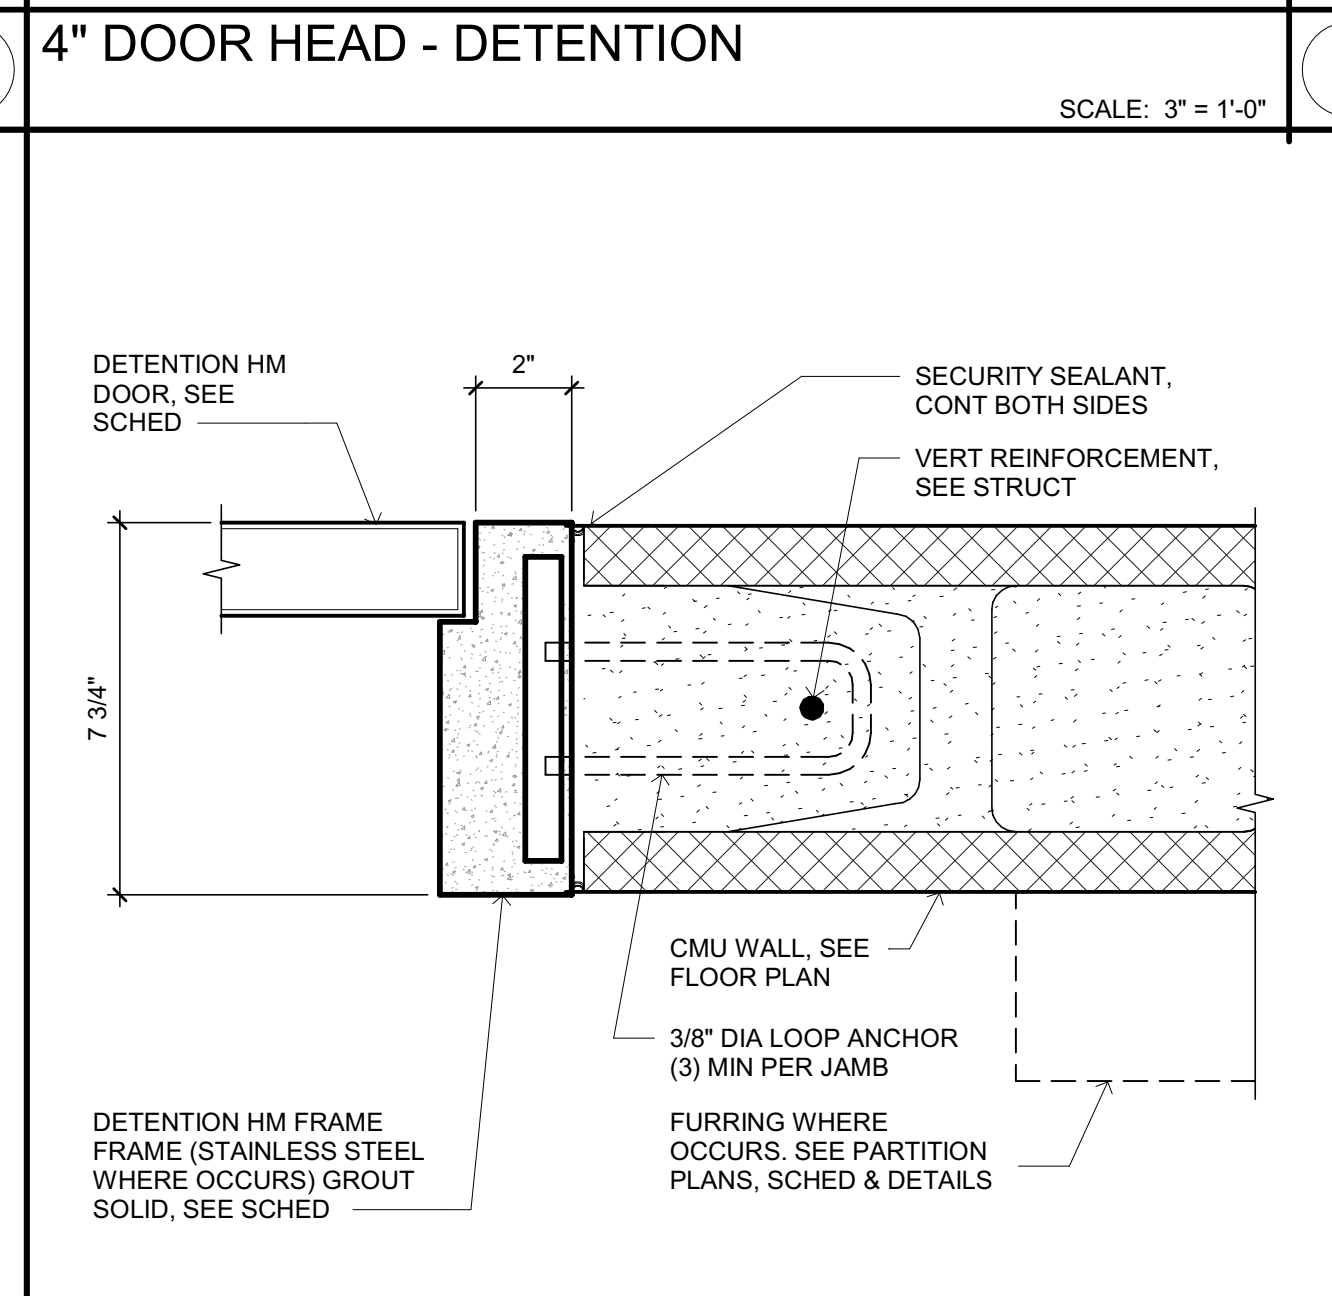 4" DOOR HEAD - DETENTION
SCALE: 3" = 1'-0"
DETENTION HM
DOOR, SEE
SCHED
2"
SECURITY SEALANT,
CONT BOTH SIDES
VERT REINFORCEMENT,
SEE STRUCT
7 3/4"
CMU WALL, SEE
FLOOR PLAN
3/8" DIA LOOP ANCHOR
(3) MIN PER JAMB
DETENTION HM FRAME
FRAME (STAINLESS STEEL
WHERE OCCURS) GROUT
SOLID, SEE SCHED
FURRING WHERE
OCCURS. SEE PARTITION
PLANS, SCHED & DETAILS